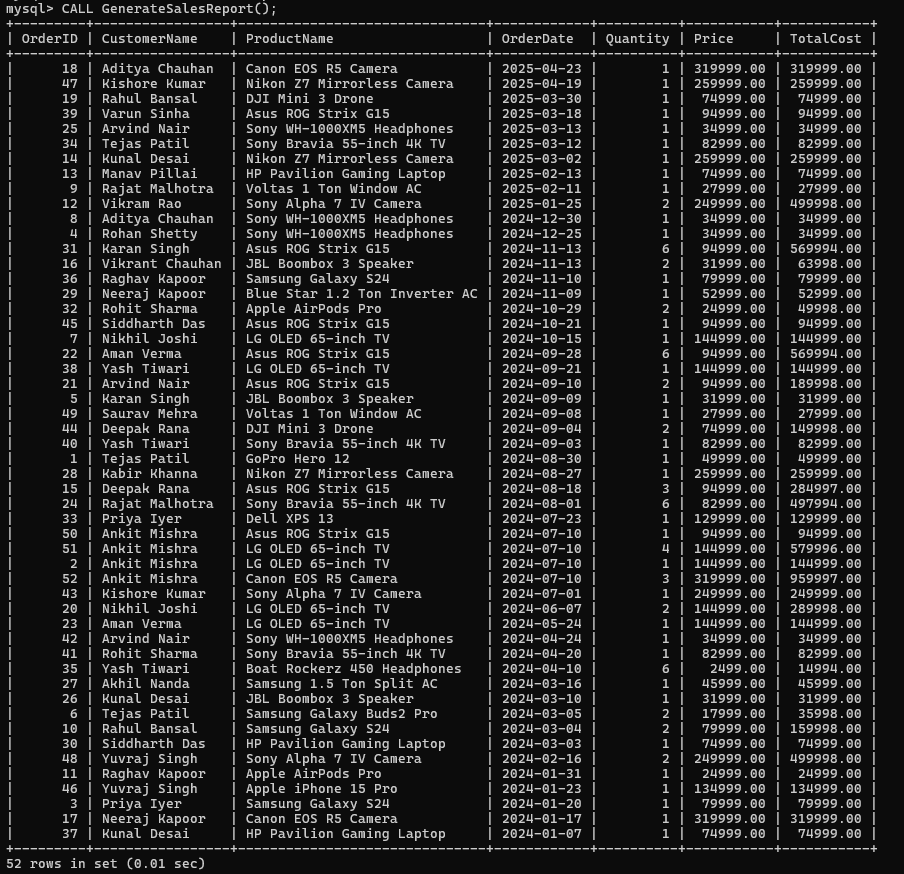 mysql> CALL GenerateSalesReport();
+---------+-----------------+-------------------------------+------------+----------+-----------+-----------+
| OrderID | CustomerName    | ProductName                   | OrderDate  | Quantity | Price     | TotalCost |
+---------+-----------------+-------------------------------+------------+----------+-----------+-----------+
|      18 | Aditya Chauhan  | Canon EOS R5 Camera           | 2025-04-23 |        1 | 319999.00 | 319999.00 |
|      47 | Kishore Kumar   | Nikon Z7 Mirrorless Camera    | 2025-04-19 |        1 | 259999.00 | 259999.00 |
|      19 | Rahul Bansal    | DJI Mini 3 Drone              | 2025-03-30 |        1 |  74999.00 |  74999.00 |
|      39 | Varun Sinha     | Asus ROG Strix G15            | 2025-03-18 |        1 |  94999.00 |  94999.00 |
|      25 | Arvind Nair     | Sony WH-1000XM5 Headphones    | 2025-03-13 |        1 |  34999.00 |  34999.00 |
|      34 | Tejas Patil     | Sony Bravia 55-inch 4K TV     | 2025-03-12 |        1 |  82999.00 |  82999.00 |
|      14 | Kunal Desai     | Nikon Z7 Mirrorless Camera    | 2025-03-02 |        1 | 259999.00 | 259999.00 |
|      13 | Manav Pillai    | HP Pavilion Gaming Laptop     | 2025-02-13 |        1 |  74999.00 |  74999.00 |
|       9 | Rajat Malhotra  | Voltas 1 Ton Window AC        | 2025-02-11 |        1 |  27999.00 |  27999.00 |
|      12 | Vikram Rao      | Sony Alpha 7 IV Camera        | 2025-01-25 |        2 | 249999.00 | 499998.00 |
|       8 | Aditya Chauhan  | Sony WH-1000XM5 Headphones    | 2024-12-30 |        1 |  34999.00 |  34999.00 |
|       4 | Rohan Shetty    | Sony WH-1000XM5 Headphones    | 2024-12-25 |        1 |  34999.00 |  34999.00 |
|      31 | Karan Singh     | Asus ROG Strix G15            | 2024-11-13 |        6 |  94999.00 | 569994.00 |
|      16 | Vikrant Chauhan | JBL Boombox 3 Speaker         | 2024-11-13 |        2 |  31999.00 |  63998.00 |
|      36 | Raghav Kapoor   | Samsung Galaxy S24            | 2024-11-10 |        1 |  79999.00 |  79999.00 |
|      29 | Neeraj Kapoor   | Blue Star 1.2 Ton Inverter AC | 2024-11-09 |        1 |  52999.00 |  52999.00 |
|      32 | Rohit Sharma    | Apple AirPods Pro             | 2024-10-29 |        2 |  24999.00 |  49998.00 |
|      45 | Siddharth Das   | Asus ROG Strix G15            | 2024-10-21 |        1 |  94999.00 |  94999.00 |
|       7 | Nikhil Joshi    | LG OLED 65-inch TV            | 2024-10-15 |        1 | 144999.00 | 144999.00 |
|      22 | Aman Verma      | Asus ROG Strix G15            | 2024-09-28 |        6 |  94999.00 | 569994.00 |
|      38 | Yash Tiwari     | LG OLED 65-inch TV            | 2024-09-21 |        1 | 144999.00 | 144999.00 |
|      21 | Arvind Nair     | Asus ROG Strix G15            | 2024-09-10 |        2 |  94999.00 | 189998.00 |
|       5 | Karan Singh     | JBL Boombox 3 Speaker         | 2024-09-09 |        1 |  31999.00 |  31999.00 |
|      49 | Saurav Mehra    | Voltas 1 Ton Window AC        | 2024-09-08 |        1 |  27999.00 |  27999.00 |
|      44 | Deepak Rana     | DJI Mini 3 Drone              | 2024-09-04 |        2 |  74999.00 | 149998.00 |
|      40 | Yash Tiwari     | Sony Bravia 55-inch 4K TV     | 2024-09-03 |        1 |  82999.00 |  82999.00 |
|       1 | Tejas Patil     | GoPro Hero 12                 | 2024-08-30 |        1 |  49999.00 |  49999.00 |
|      28 | Kabir Khanna    | Nikon Z7 Mirrorless Camera    | 2024-08-27 |        1 | 259999.00 | 259999.00 |
|      15 | Deepak Rana     | Asus ROG Strix G15            | 2024-08-18 |        3 |  94999.00 | 284997.00 |
|      24 | Rajat Malhotra  | Sony Bravia 55-inch 4K TV     | 2024-08-01 |        6 |  82999.00 | 497994.00 |
|      33 | Priya Iyer      | Dell XPS 13                   | 2024-07-23 |        1 | 129999.00 | 129999.00 |
|      50 | Ankit Mishra    | Asus ROG Strix G15            | 2024-07-10 |        1 |  94999.00 |  94999.00 |
|      51 | Ankit Mishra    | LG OLED 65-inch TV            | 2024-07-10 |        4 | 144999.00 | 579996.00 |
|       2 | Ankit Mishra    | LG OLED 65-inch TV            | 2024-07-10 |        1 | 144999.00 | 144999.00 |
|      52 | Ankit Mishra    | Canon EOS R5 Camera           | 2024-07-10 |        3 | 319999.00 | 959997.00 |
|      43 | Kishore Kumar   | Sony Alpha 7 IV Camera        | 2024-07-01 |        1 | 249999.00 | 249999.00 |
|      20 | Nikhil Joshi    | LG OLED 65-inch TV            | 2024-06-07 |        2 | 144999.00 | 289998.00 |
|      23 | Aman Verma      | LG OLED 65-inch TV            | 2024-05-24 |        1 | 144999.00 | 144999.00 |
|      42 | Arvind Nair     | Sony WH-1000XM5 Headphones    | 2024-04-24 |        1 |  34999.00 |  34999.00 |
|      41 | Rohit Sharma    | Sony Bravia 55-inch 4K TV     | 2024-04-20 |        1 |  82999.00 |  82999.00 |
|      35 | Yash Tiwari     | Boat Rockerz 450 Headphones   | 2024-04-10 |        6 |   2499.00 |  14994.00 |
|      27 | Akhil Nanda     | Samsung 1.5 Ton Split AC      | 2024-03-16 |        1 |  45999.00 |  45999.00 |
|      26 | Kunal Desai     | JBL Boombox 3 Speaker         | 2024-03-10 |        1 |  31999.00 |  31999.00 |
|       6 | Tejas Patil     | Samsung Galaxy Buds2 Pro      | 2024-03-05 |        2 |  17999.00 |  35998.00 |
|      10 | Rahul Bansal    | Samsung Galaxy S24            | 2024-03-04 |        2 |  79999.00 | 159998.00 |
|      30 | Siddharth Das   | HP Pavilion Gaming Laptop     | 2024-03-03 |        1 |  74999.00 |  74999.00 |
|      48 | Yuvraj Singh    | Sony Alpha 7 IV Camera        | 2024-02-16 |        2 | 249999.00 | 499998.00 |
|      11 | Raghav Kapoor   | Apple AirPods Pro             | 2024-01-31 |        1 |  24999.00 |  24999.00 |
|      46 | Yuvraj Singh    | Apple iPhone 15 Pro           | 2024-01-23 |        1 | 134999.00 | 134999.00 |
|       3 | Priya Iyer      | Samsung Galaxy S24            | 2024-01-20 |        1 |  79999.00 |  79999.00 |
|      17 | Neeraj Kapoor   | Canon EOS R5 Camera           | 2024-01-17 |        1 | 319999.00 | 319999.00 |
|      37 | Kunal Desai     | HP Pavilion Gaming Laptop     | 2024-01-07 |        1 |  74999.00 |  74999.00 |
+---------+-----------------+-------------------------------+------------+----------+-----------+-----------+
52 rows in set (0.01 sec)